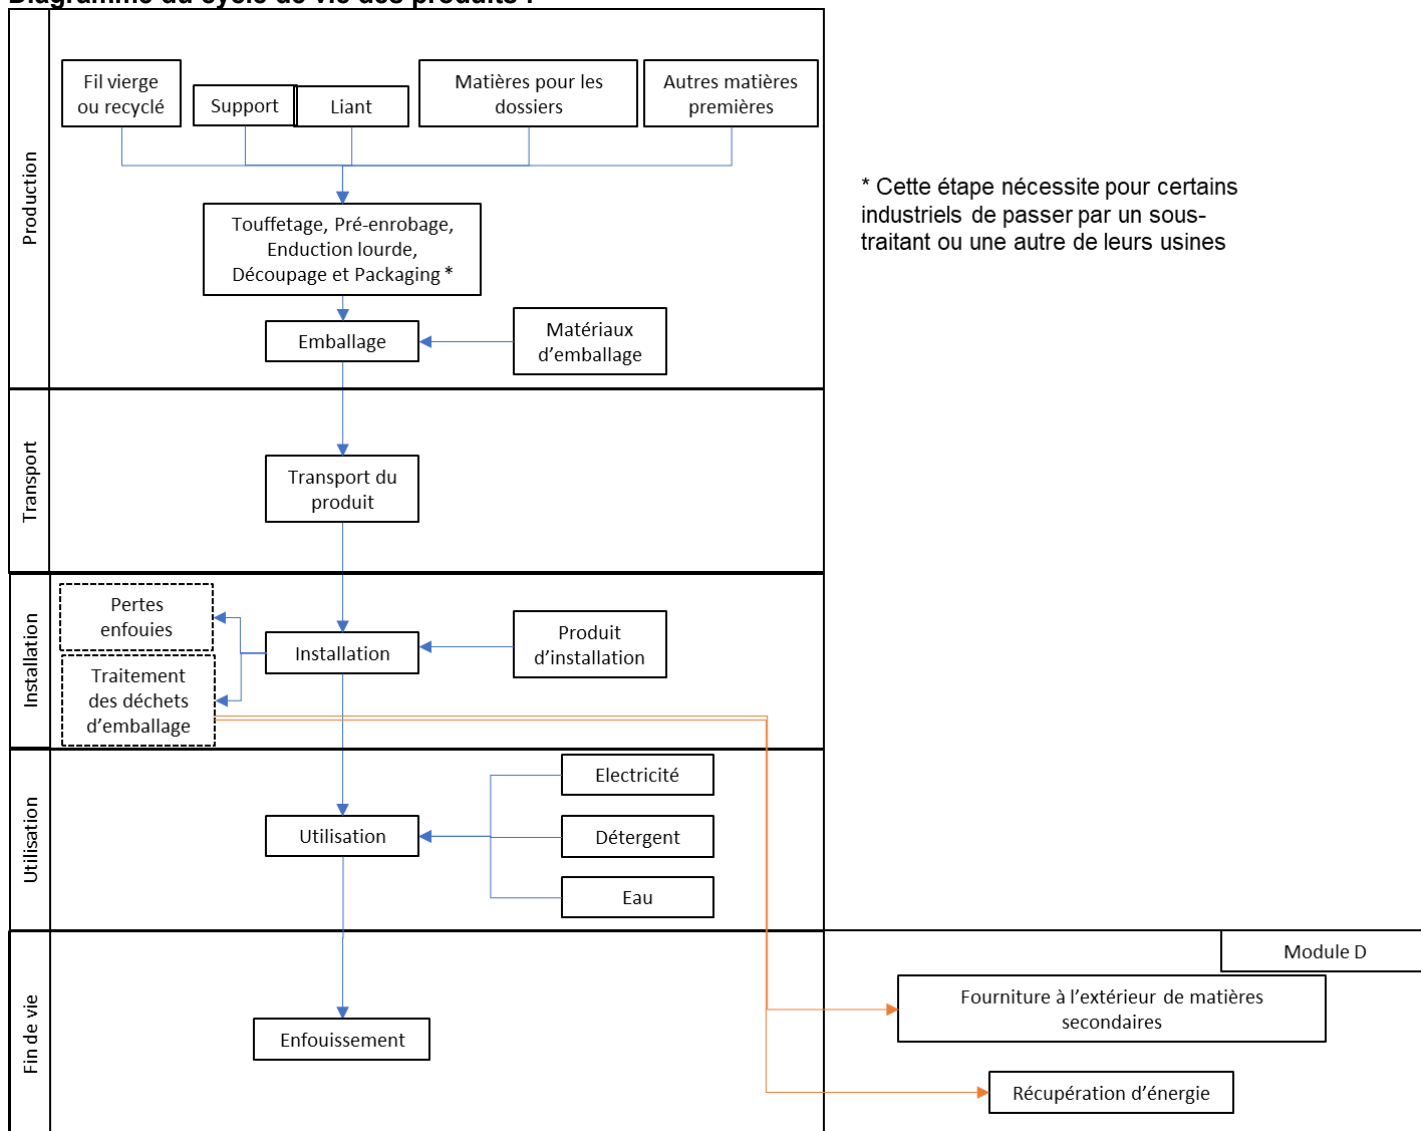 Diagramme du cycle de vie des produits :
Production
Fil vierge
ou recyclé
Support
Liant
Matières pour les
dossiers
Autres matières
premières
Touffetage, Pré-enrobage,
Enduction lourde,
Découpage et Packaging *
Emballage
Matériaux
d’emballage
* Cette étape nécessite pour certains
industriels de passer par un sous-
traitant ou une autre de leurs usines
Transport
Transport du
produit
Installation
Pertes
enfouies
Traitement
des déchets
d’emballage
Installation
Produit
d’installation
Utilisation
Utilisation
Electricité
Détergent
Eau
Fin de vie
Enfouissement
Module D
Fourniture à l’extérieur de matières
secondaires
Récupération d’énergie